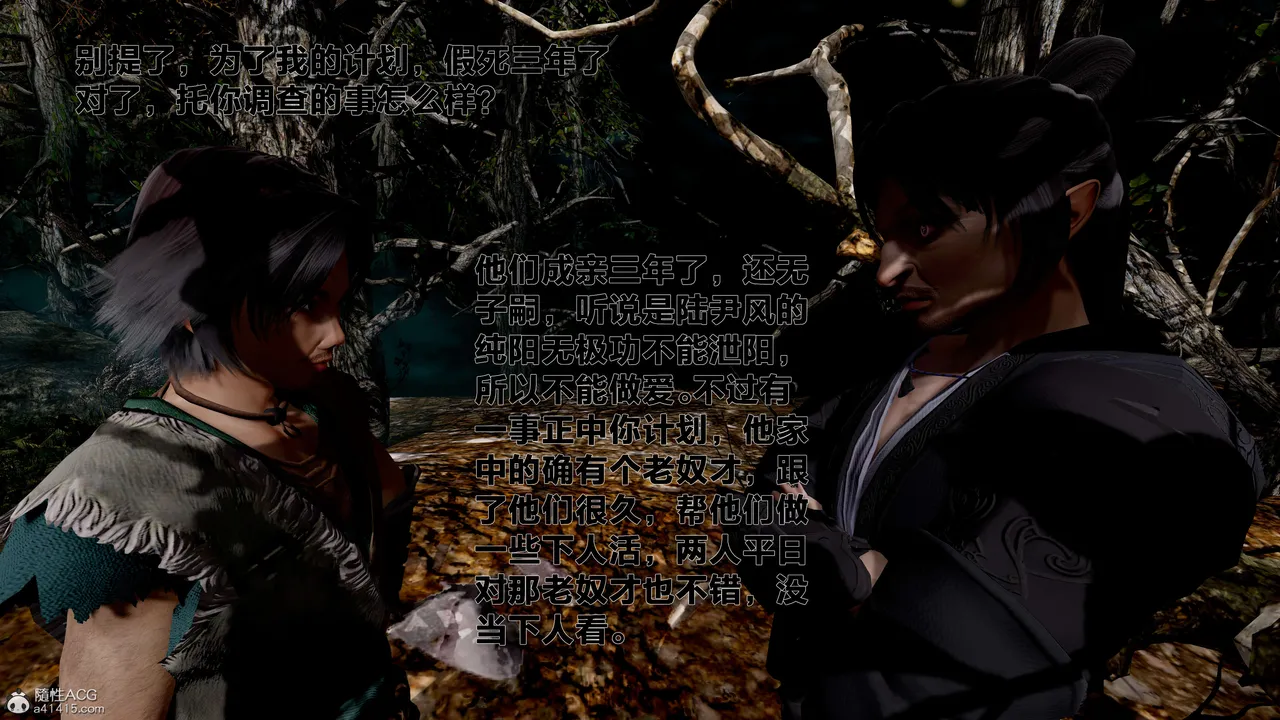 别提了，为了我的计划，假死三年了
对了，托你调查的事怎么样？
他们成亲三年了，还无
子嗣，听说是陆尹风的
纯阳无极功不能泄阳，
所以不能做爱。不过有
一事正中你计划，他家
中的确有个老奴才，跟
了他们很久，帮他们做
一些下人活，两人平日
对那老奴才也不错，没
当下人看。
隨性ACG
a41415.com